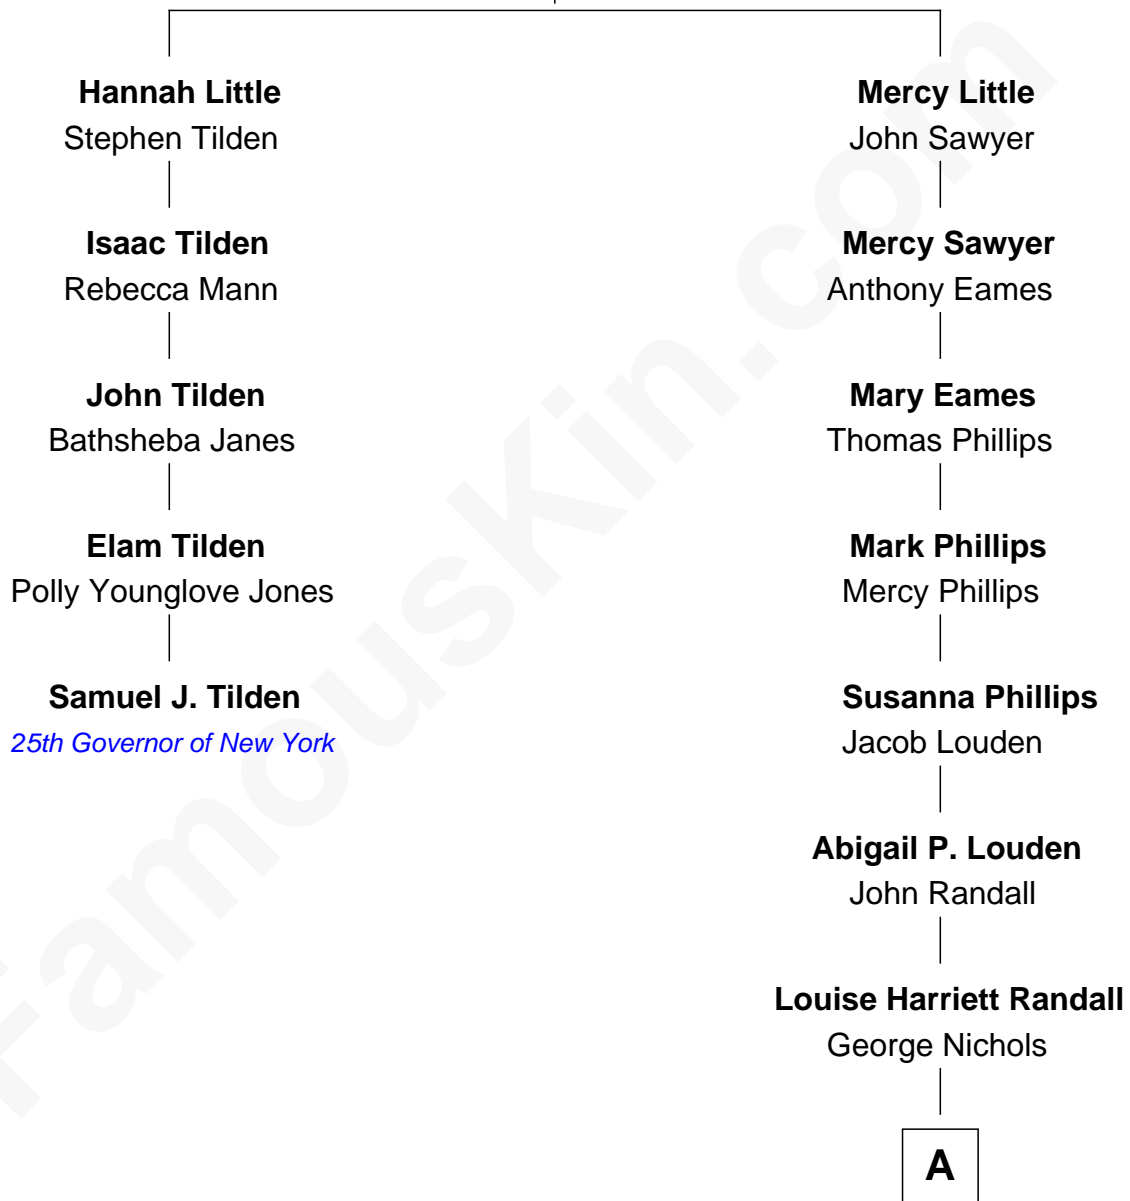 Hannah Little
Stephen Tilden
Isaac Tilden
Rebecca Mann
John Tilden
Bathsheba Janes
Elam Tilden
Polly Younglove Jones
Samuel J. Tilden
25th Governor of New York
Mercy Little
John Sawyer
Mercy Sawyer
Anthony Eames
Mary Eames
Thomas Phillips
Mark Phillips
Mercy Phillips
Susanna Phillips
Jacob Louden
Abigail P. Louden
John Randall
Louise Harriett Randall
George Nichols
A
FamousKin.com